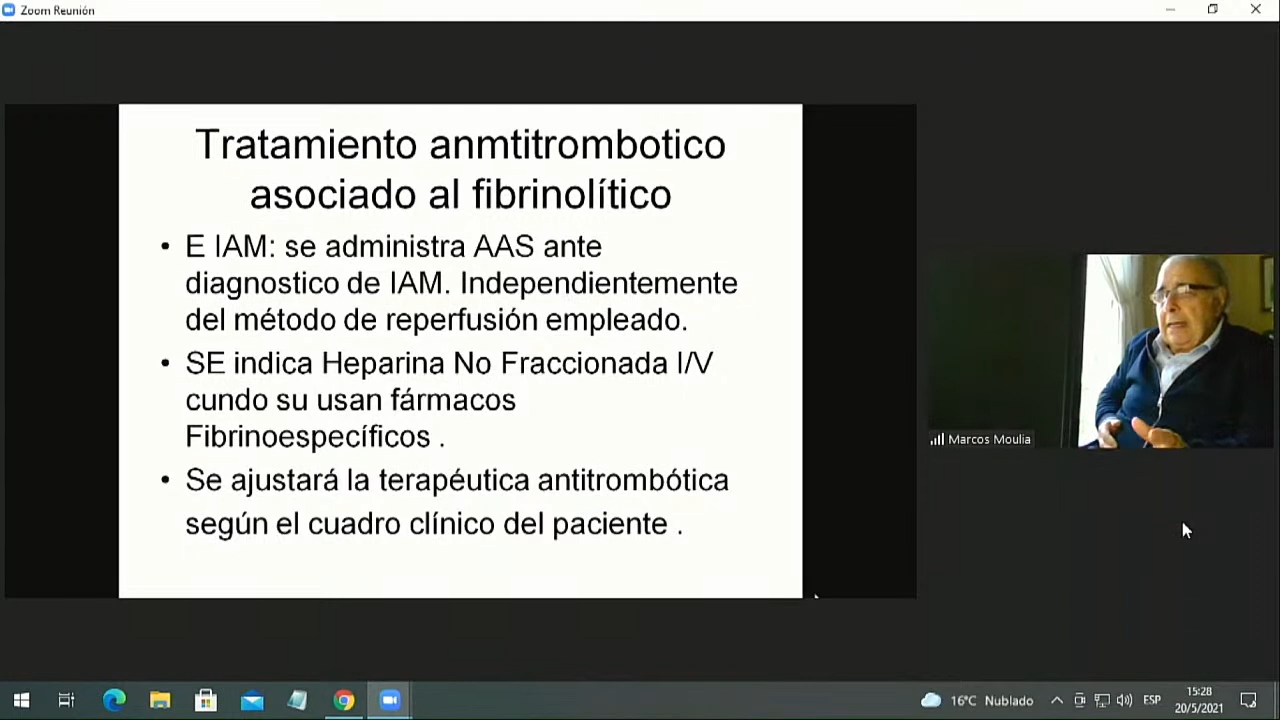 Zoom Reunión
Tratamiento anmtitrombotico
asociado al fibrinolítico
• E IAM: se administra AAS ante
diagnostico de IAM. Independientemente
del método de reperfusión empleado.
• SE indica Heparina No Fraccionada I/V
cundo su usan fármacos
Fibrinoespecíficos .
• Se ajustará la terapéutica antitrombótica
según el cuadro clínico del paciente .
Marcos Moulia
16°C Nublado
ESP
15:28
20/5/2021